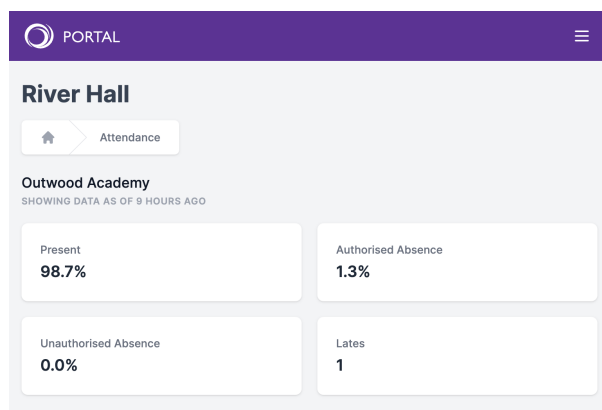 PORTAL
River Hall
Attendance
Outwood Academy
SHOWING DATA AS OF 9 HOURS AGO
Present
98.7%
Authorised Absence
1.3%
Unauthorised Absence
0.0%
Lates
1